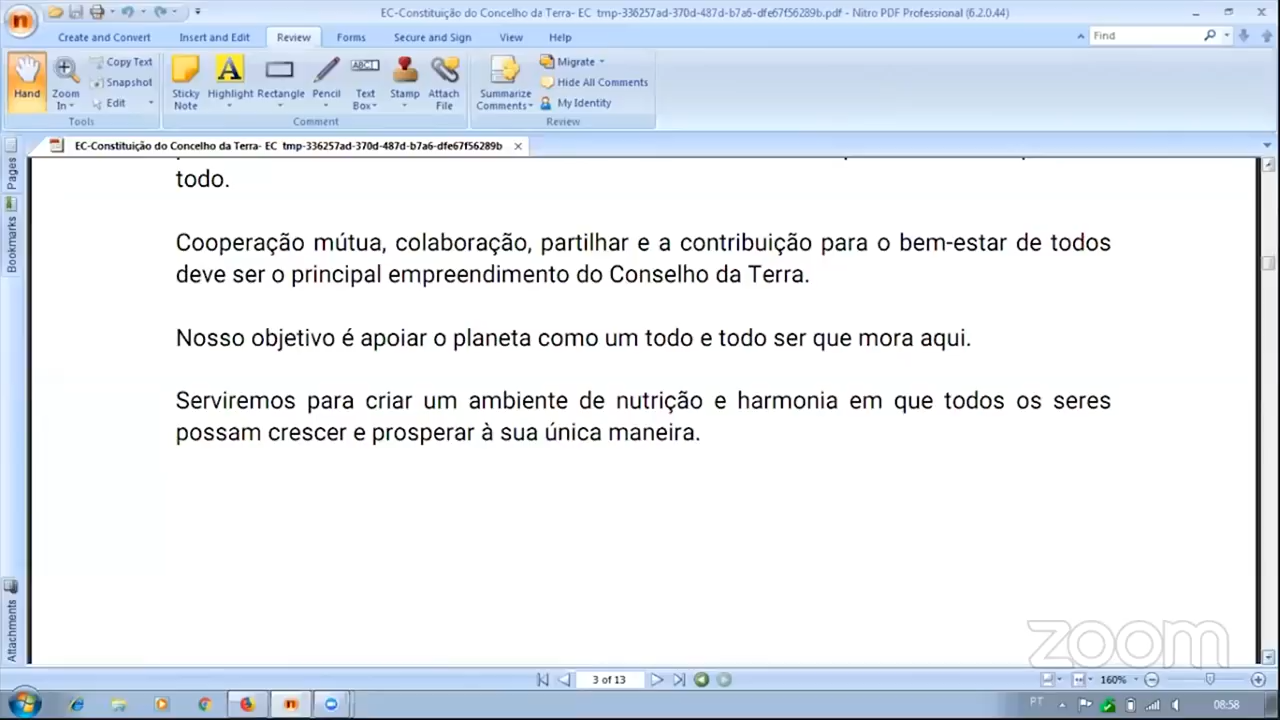 EC-Constituição do Concelho da Terra- EC tmp-336257ad-370d-487d-b7a6-dfe67f56289b.pdf - Nitro PDF Professional (6.2.0.44)
Create and Convert Insert and Edit Review Forms Secure and Sign View Help Find
Hand
Zoom In
Copy Text
Snapshot
Edit
Tools
Sticky Note
Highlight
Rectangle
Pencil
Text Box
Stamp
Attach File
Comment
Summarize Comments
Migrate
Hide All Comments
My Identity
Review
EC-Constituição do Concelho da Terra- EC tmp-336257ad-370d-487d-b7a6-dfe67f56289b
Pages
Bookmarks
Attachments
todo.
Cooperação mútua, colaboração, partilhar e a contribuição para o bem-estar de todos
deve ser o principal empreendimento do Conselho da Terra.
Nosso objetivo é apoiar o planeta como um todo e todo ser que mora aqui.
Serviremos para criar um ambiente de nutrição e harmonia em que todos os seres
possam crescer e prosperar à sua única maneira.
zoom
3 of 13
160%
PT
08:58